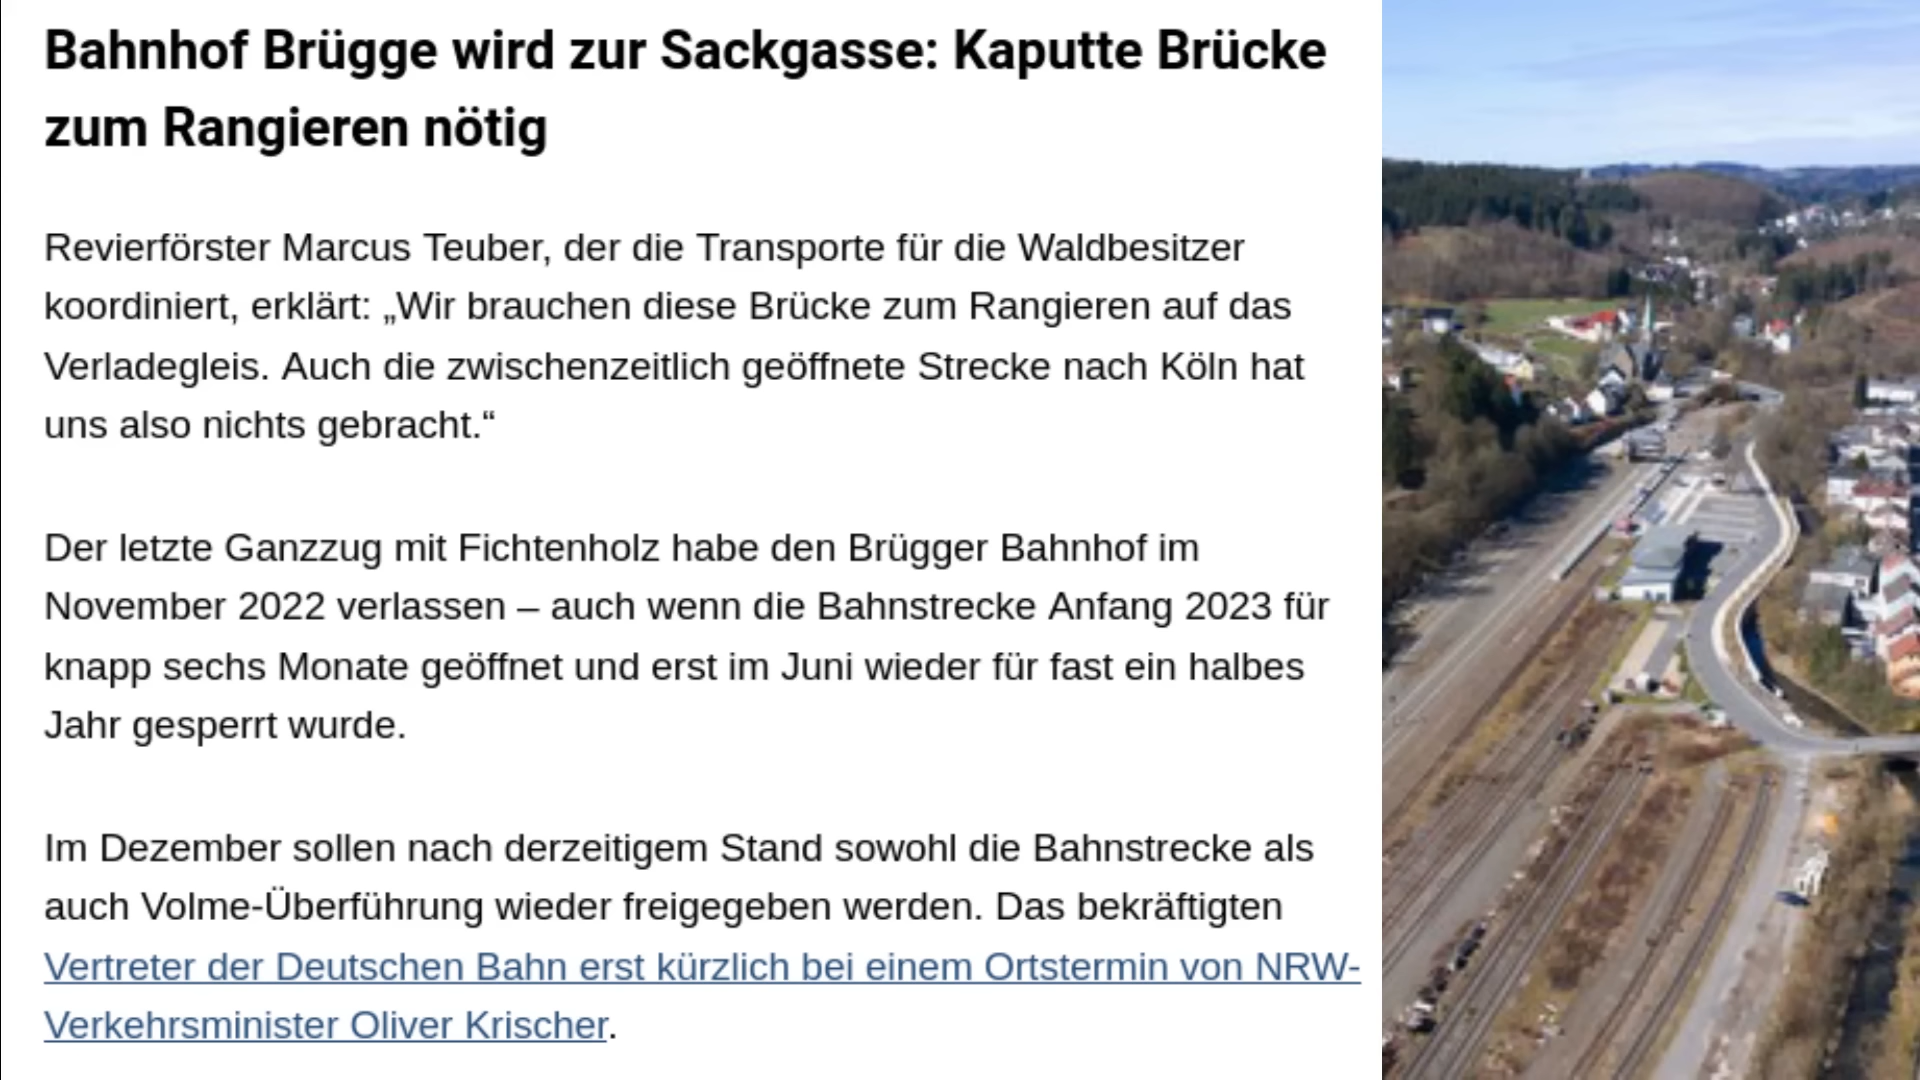 Bahnhof Brügge wird zur Sackgasse: Kaputte Brücke
zum Rangieren nötig
Revierförster Marcus Teuber, der die Transporte für die Waldbesitzer
koordiniert, erklärt: „Wir brauchen diese Brücke zum Rangieren auf das
Verladegleis. Auch die zwischenzeitlich geöffnete Strecke nach Köln hat
uns also nichts gebracht.“
Der letzte Ganzzug mit Fichtenholz habe den Brügger Bahnhof im
November 2022 verlassen – auch wenn die Bahnstrecke Anfang 2023 für
knapp sechs Monate geöffnet und erst im Juni wieder für fast ein halbes
Jahr gesperrt wurde.
Im Dezember sollen nach derzeitigem Stand sowohl die Bahnstrecke als
auch Volme-Überführung wieder freigegeben werden. Das bekräftigten
Vertreter der Deutschen Bahn erst kürzlich bei einem Ortstermin von NRW-
Verkehrsminister Oliver Krischer.